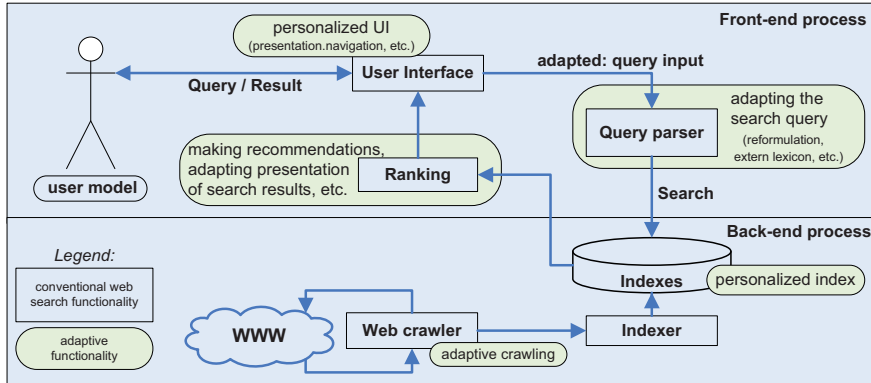 Front-end process
personalized UI
(presentation.navigation, etc.)
User Interface
Query / Result
adapted: query input
adapting the
search query
(reformulation,
extern lexicon, etc.)
Query parser
making recommendations,
adapting presentation
of search results, etc.
Ranking
user model
Search
Back-end process
Legend:
conventional web
search functionality
adaptive
functionality
Indexes
personalized index
WWW
Web crawler
adaptive crawling
Indexer